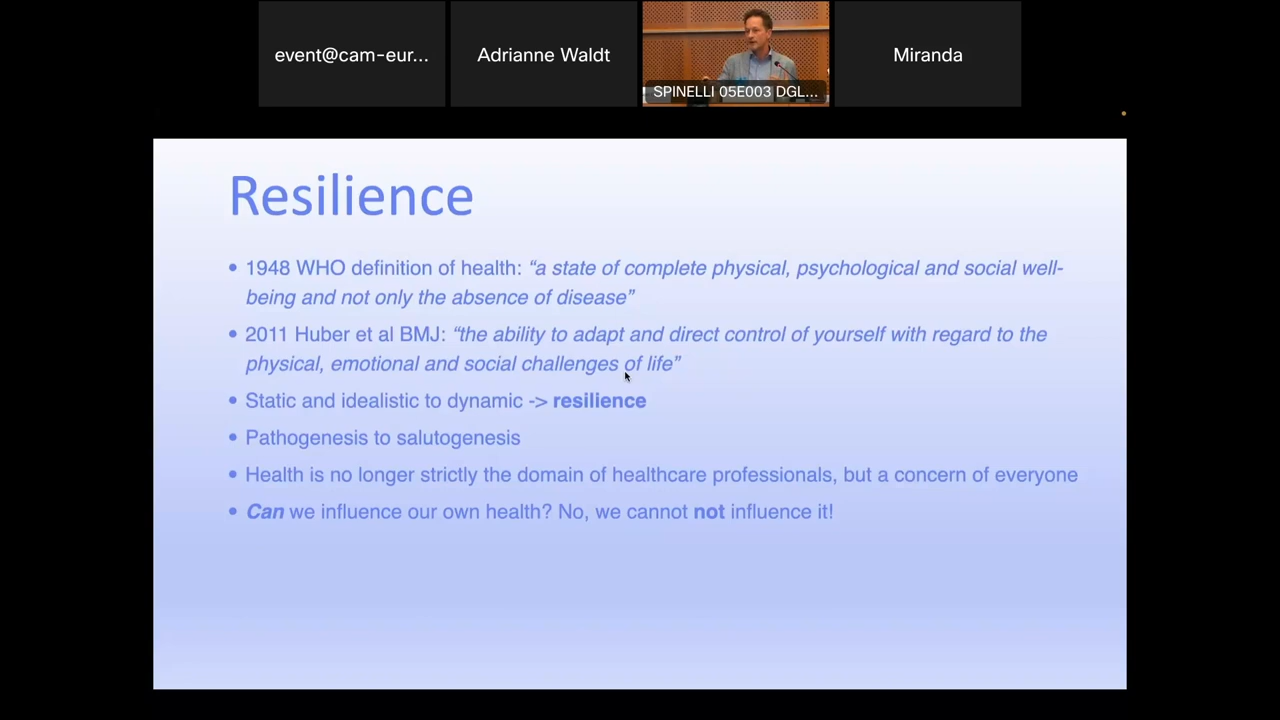 event@cam-eur...
Adrianne Waldt
SPINELLI 05E003 DGL...
Miranda
Resilience
• 1948 WHO definition of health: “a state of complete physical, psychological and social well-
being and not only the absence of disease”
• 2011 Huber et al BMJ: “the ability to adapt and direct control of yourself with regard to the
physical, emotional and social challenges of life”
• Static and idealistic to dynamic -> resilience
• Pathogenesis to salutogenesis
• Health is no longer strictly the domain of healthcare professionals, but a concern of everyone
• Can we influence our own health? No, we cannot not influence it!